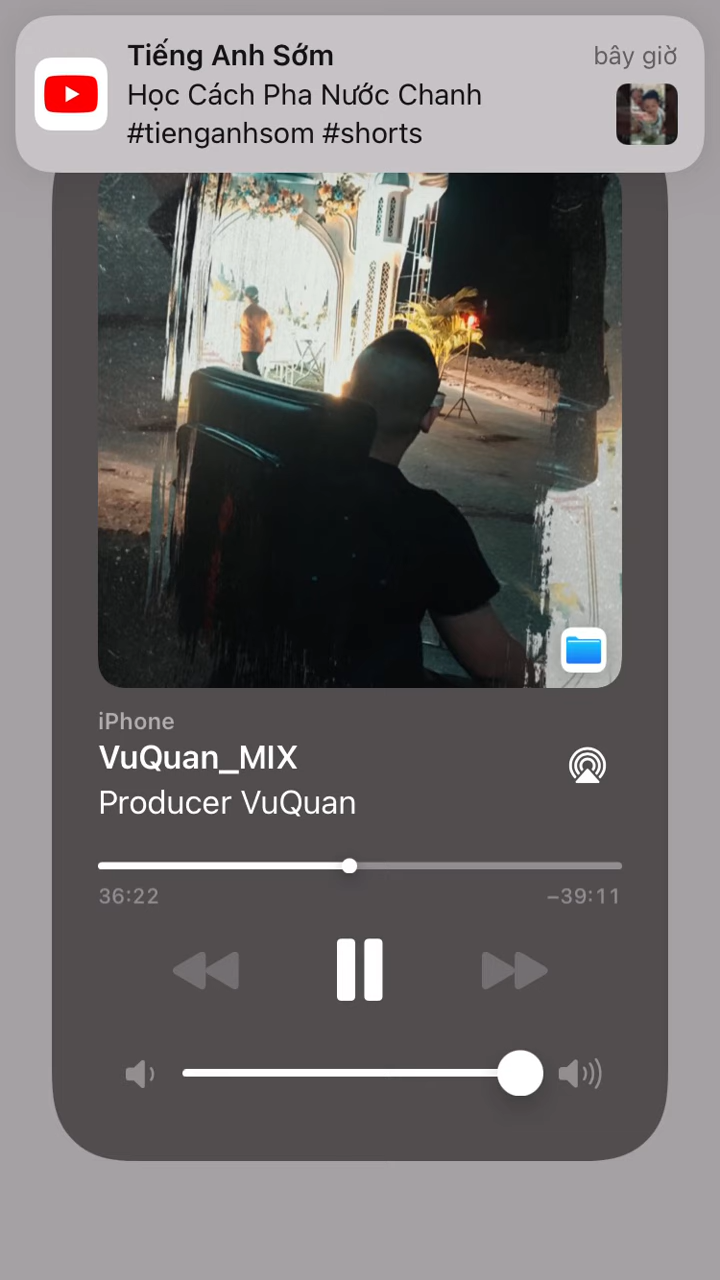 Tiếng Anh Sớm
bây giờ
Học Cách Pha Nước Chanh
#tienganhsom #shorts
iPhone
VuQuan_MIX
Producer VuQuan
36:22
–39:11